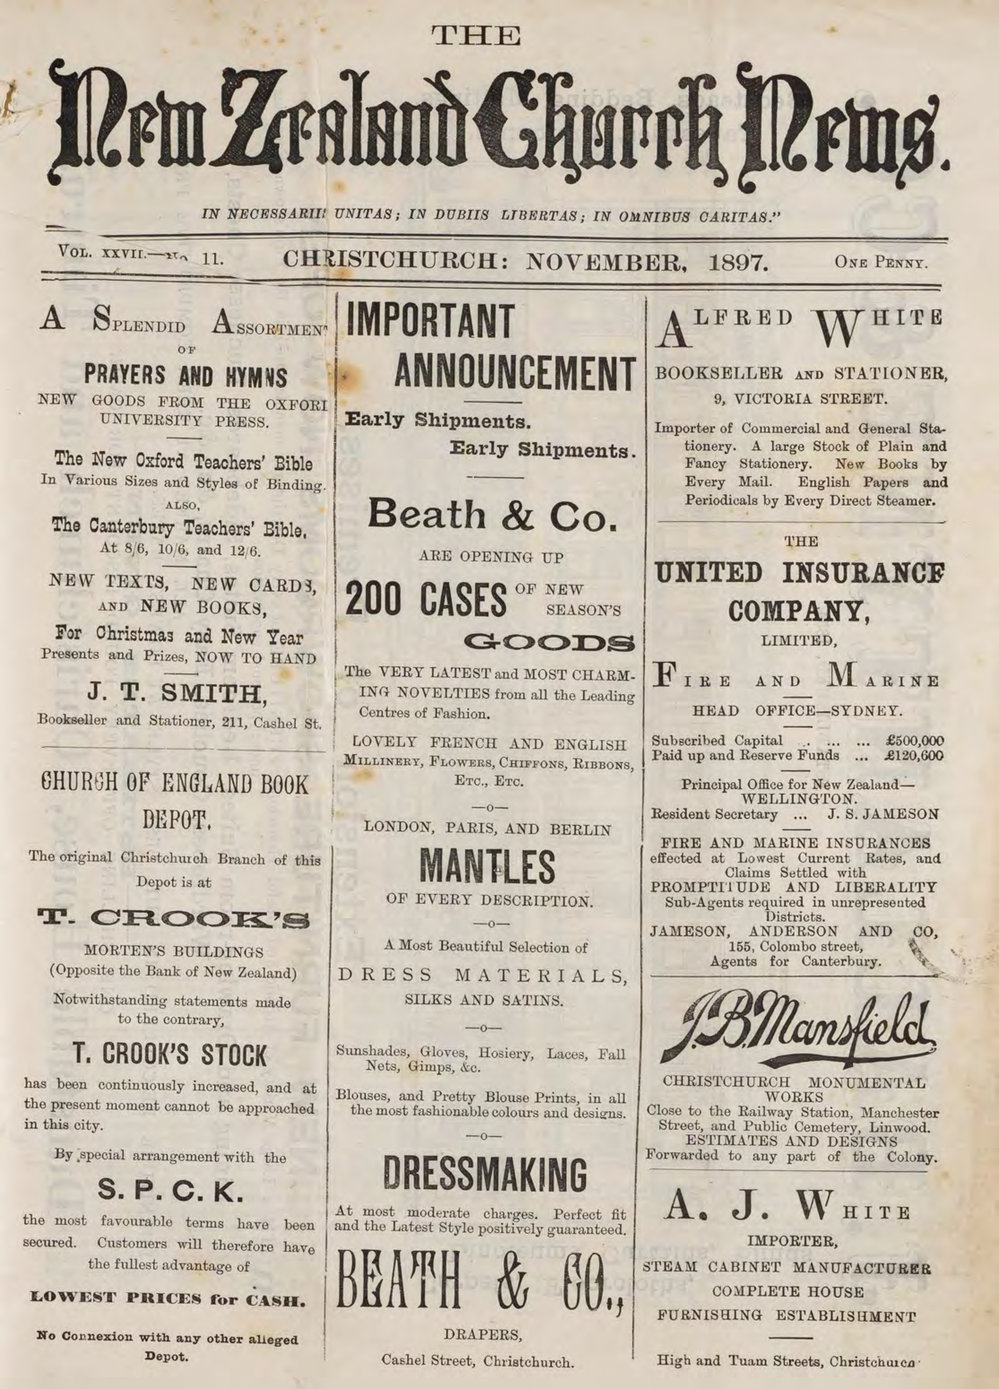 THE
New Zealand Church News.
IN NECESSARIIS UNITAS; IN DUBIIS LIBERTAS; IN OMNIBUS CARITAS."
VOL. XXVII.—No. 11.
CHRISTCHURCH: NOVEMBER, 1897.
ONE PENNY.
A SPLENDID ASSORTMENT
OF
PRAYERS AND HYMNS
NEW GOODS FROM THE OXFORD
UNIVERSITY PRESS.
The New Oxford Teachers' Bible
In Various Sizes and Styles of Binding.
ALSO,
The Canterbury Teachers' Bible,
At 8/6, 10/6, and 12/6.
NEW TEXTS, NEW CARDS,
AND NEW BOOKS,
For Christmas and New Year
Presents and Prizes, NOW TO HAND
J. T. SMITH,
Bookseller and Stationer, 211, Cashel St.
CHURCH OF ENGLAND BOOK
DEPOT.
The original Christchurch Branch of this
Depot is at
T. CROOK'S
MORTEN'S BUILDINGS
(Opposite the Bank of New Zealand)
Notwithstanding statements made
to the contrary,
T. CROOK'S STOCK
has been continuously increased, and at
the present moment cannot be approached
in this city.
By special arrangement with the
S. P. C. K.
the most favourable terms have been
secured. Customers will therefore have
the fullest advantage of
LOWEST PRICES for CASH.
No Connexion with any other alleged
Depot.
IMPORTANT
ANNOUNCEMENT
Early Shipments.
Early Shipments.
Beath & Co.
ARE OPENING UP
200 CASES OF NEW
SEASON'S
GOODS
The VERY LATEST and MOST CHARM-
ING NOVELTIES from all the Leading
Centres of Fashion.
LOVELY FRENCH AND ENGLISH
MILLINERY, FLOWERS, CHIFFONS, RIBBONS,
ETC., ETC.
—o—
LONDON, PARIS, AND BERLIN
MANTLES
OF EVERY DESCRIPTION.
—o—
A Most Beautiful Selection of
DRESS MATERIALS,
SILKS AND SATINS.
—o—
Sunshades, Gloves, Hosiery, Laces, Fall
Nets, Gimps, &c.
Blouses, and Pretty Blouse Prints, in all
the most fashionable colours and designs.
—o—
DRESSMAKING
At most moderate charges. Perfect fit
and the Latest Style positively guaranteed.
BEATH & CO.,
DRAPERS,
Cashel Street, Christchurch.
ALFRED WHITE
BOOKSELLER AND STATIONER,
9, VICTORIA STREET.
Importer of Commercial and General Sta-
tionery. A large Stock of Plain and
Fancy Stationery. New Books by
Every Mail. English Papers and
Periodicals by Every Direct Steamer.
THE
UNITED INSURANCE
COMPANY,
LIMITED,
FIRE AND MARINE
HEAD OFFICE—SYDNEY.
Subscribed Capital . ... ... £500,000
Paid up and Reserve Funds ... £120,600
Principal Office for New Zealand—
WELLINGTON.
Resident Secretary ... J. S. JAMESON
FIRE AND MARINE INSURANCES
effected at Lowest Current Rates, and
Claims Settled with
PROMPTITUDE AND LIBERALITY
Sub-Agents required in unrepresented
Districts.
JAMESON, ANDERSON AND CO,
155, Colombo street,
Agents for Canterbury.
J.B. Mansfield,
CHRISTCHURCH MONUMENTAL
WORKS
Close to the Railway Station, Manchester
Street, and Public Cemetery, Linwood.
ESTIMATES AND DESIGNS
Forwarded to any part of the Colony.
A. J. WHITE
IMPORTER,
STEAM CABINET MANUFACTURER
COMPLETE HOUSE
FURNISHING ESTABLISHMENT
High and Tuam Streets, Christchurch